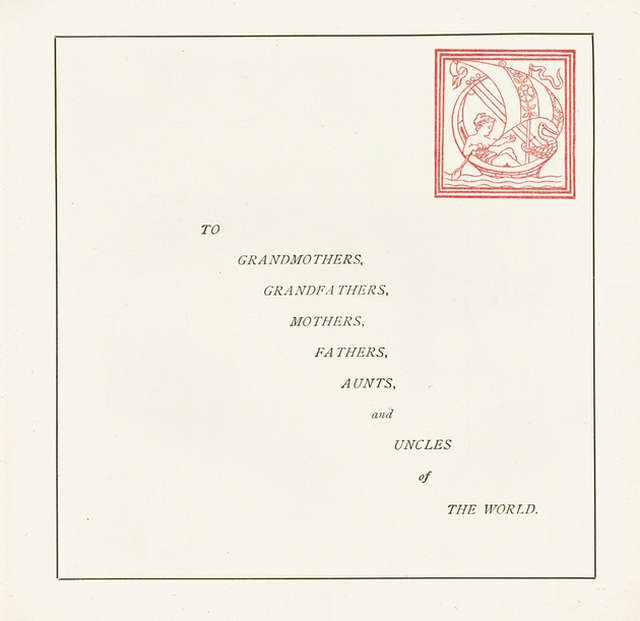 TO
GRANDMOTHERS,
GRANDFATHERS,
MOTHERS,
FATHERS,
AUNTS,
and
UNCLES
of
THE WORLD.